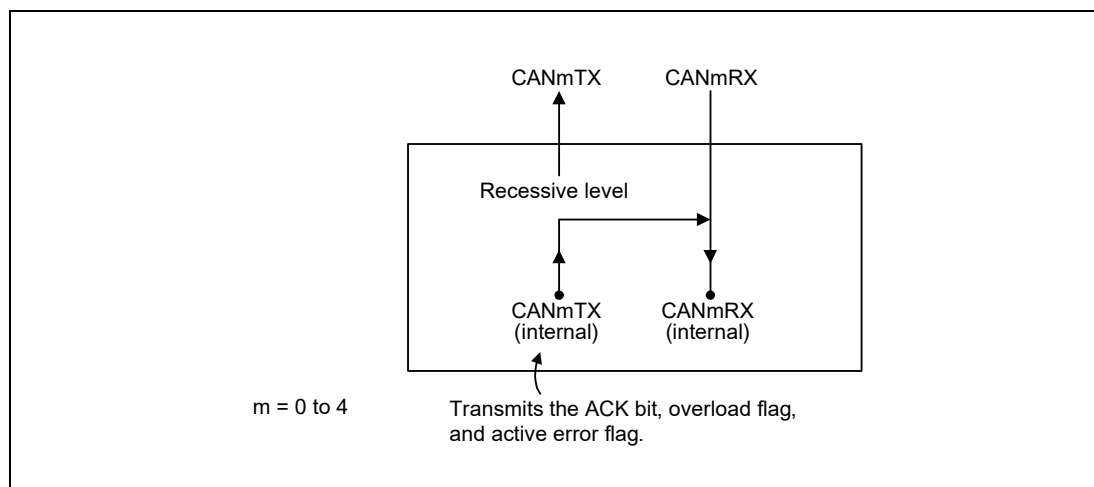 CANmTX CANmRX
Recessive level
CANmTX CANmRX
(internal) (internal)
m = 0 to 4
Transmits the ACK bit, overload flag,
and active error flag.